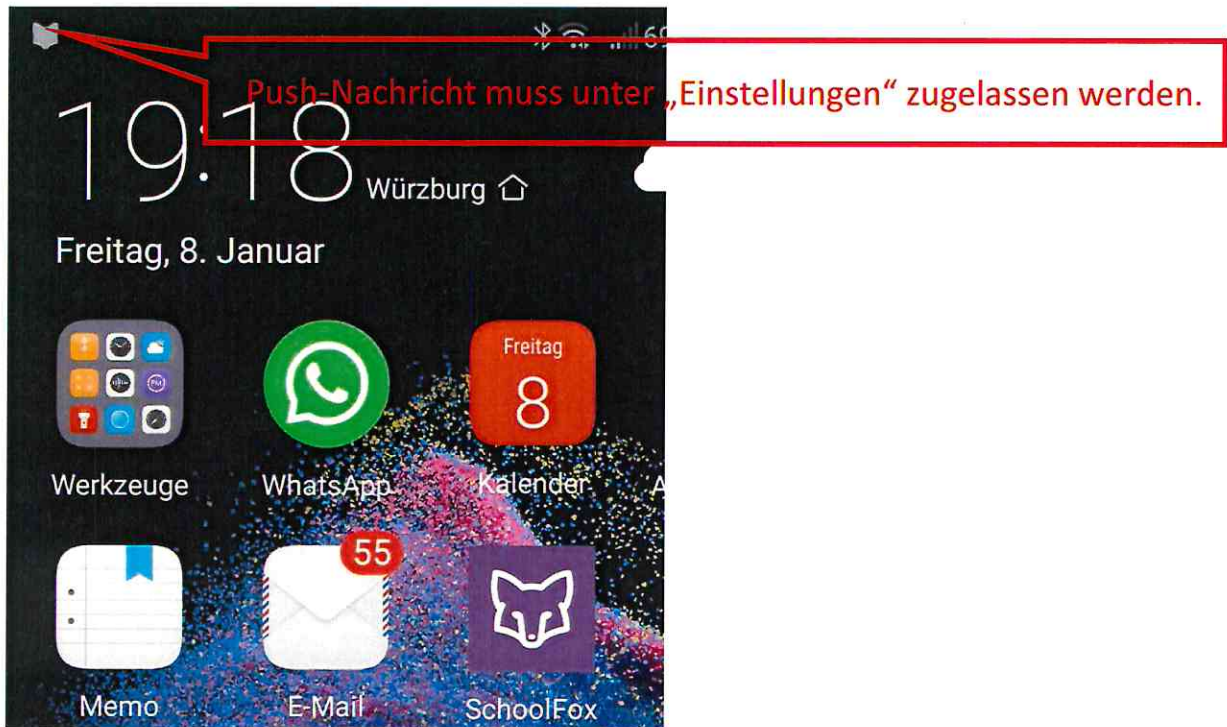 69
Push-Nachricht muss unter „Einstellungen“ zugelassen werden.
19:18
Würzburg
Freitag, 8. Januar
Freitag
8
Werkzeuge
WhatsApp
Kalender
A
55
Memo
E-Mail
SchoolFox